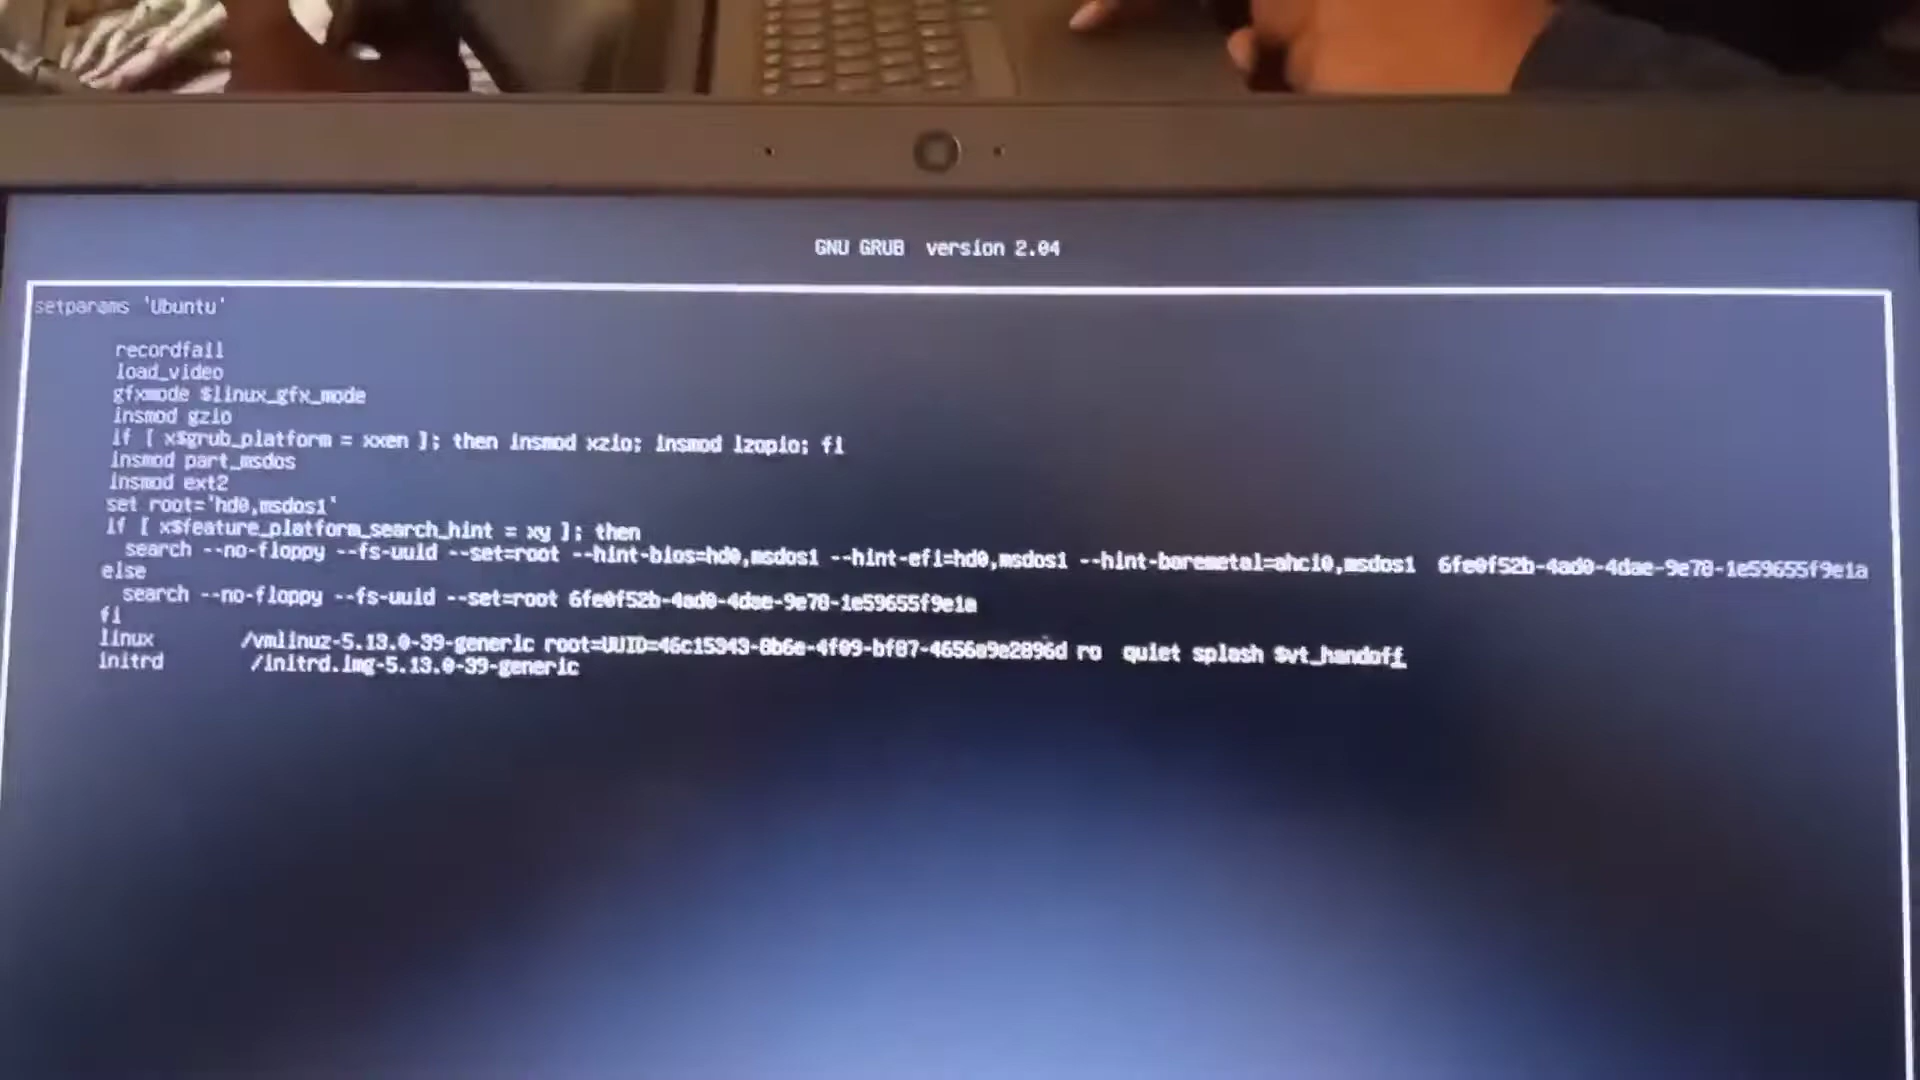 GNU GRUB version 2.04
setparams 'Ubuntu'
recordfail
load_video
gfxmode $linux_gfx_mode
insmod gzio
if [ x$grub_platform = xxen ]; then insmod xzio; insmod lzopio; fi
insmod part_msdos
insmod ext2
set root='hd0,msdos1'
if [ x$feature_platform_search_hint = xy ]; then
search --no-floppy --fs-uuid --set=root --hint-bios=hd0,msdos1 --hint-efi=hd0,msdos1 --hint-baremetal=ahci0,msdos1 6fe0f52b-4ad0-4dae-9e70-1e59655f9e1a
else
search --no-floppy --fs-uuid --set=root 6fe0f52b-4ad0-4dae-9e70-1e59655f9e1a
fi
linux /vmlinuz-5.13.0-39-generic root=UUID=46c15343-8b6e-4f09-bf87-4656a9e2896d ro quiet splash $vt_handoff
initrd /initrd.img-5.13.0-39-generic